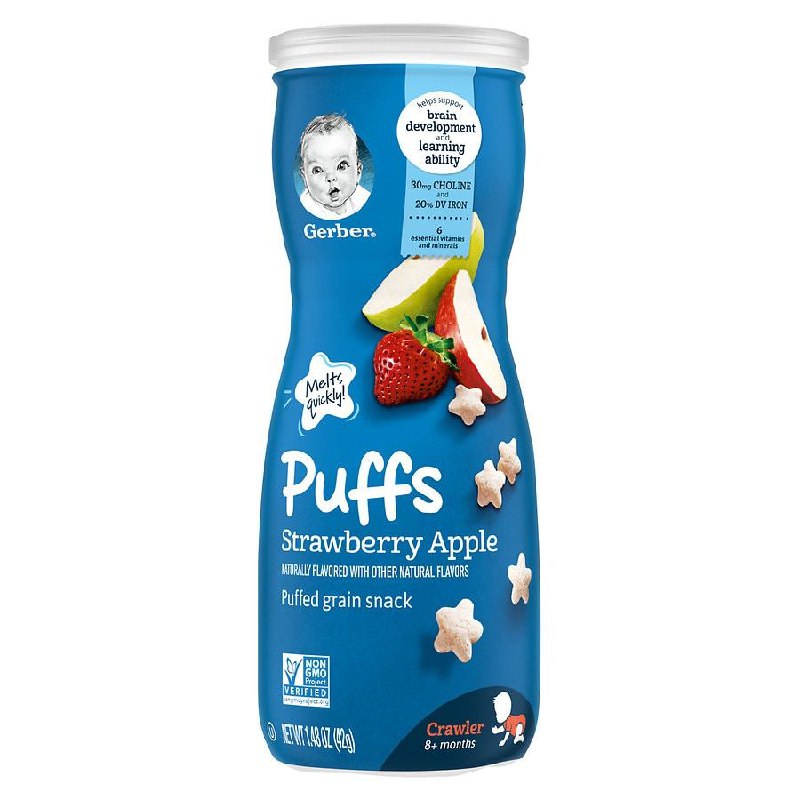 Gerber®
helps support
brain
development
and
learning
ability
30mg CHOLINE
and
20% DV IRON
6
essential vitamins
and minerals
Melts
quickly!
Puffs
Strawberry Apple
NATURALLY FLAVORED WITH OTHER NATURAL FLAVORS
Puffed grain snack
NON
GMO
Project
VERIFIED
NET WT 1.48 OZ (42g)
Crawler
8+ months